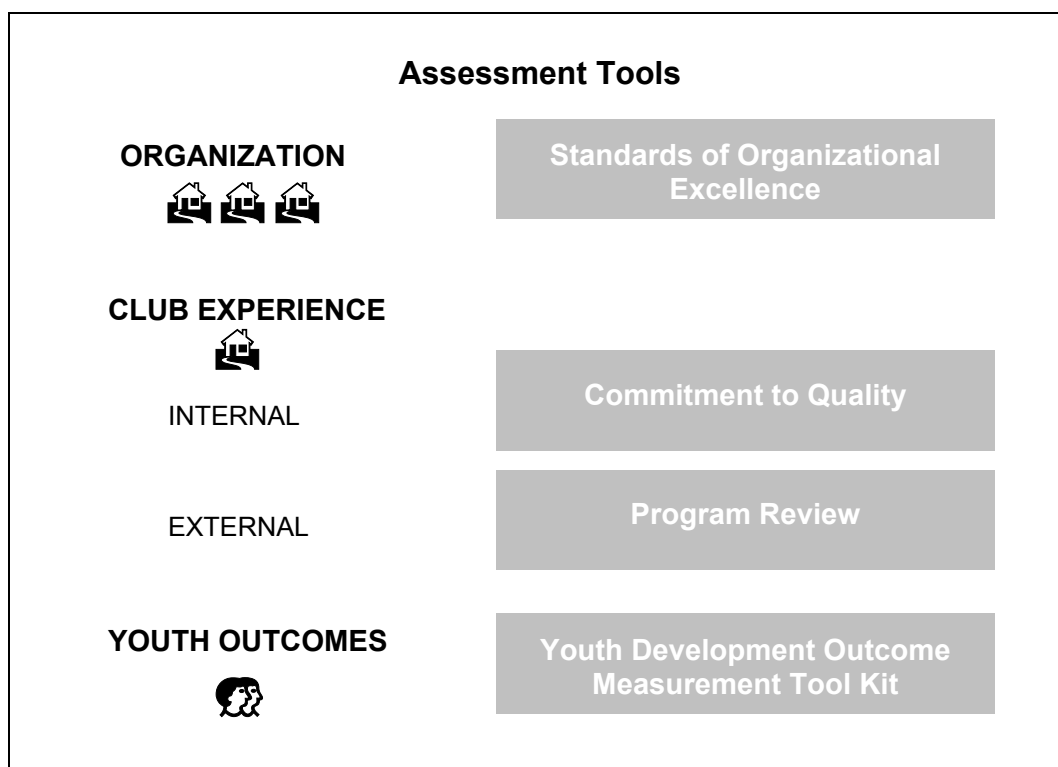 Assessment Tools
ORGANIZATION
Standards of Organizational
Excellence
CLUB EXPERIENCE
INTERNAL
Commitment to Quality
EXTERNAL
Program Review
YOUTH OUTCOMES
Youth Development Outcome
Measurement Tool Kit